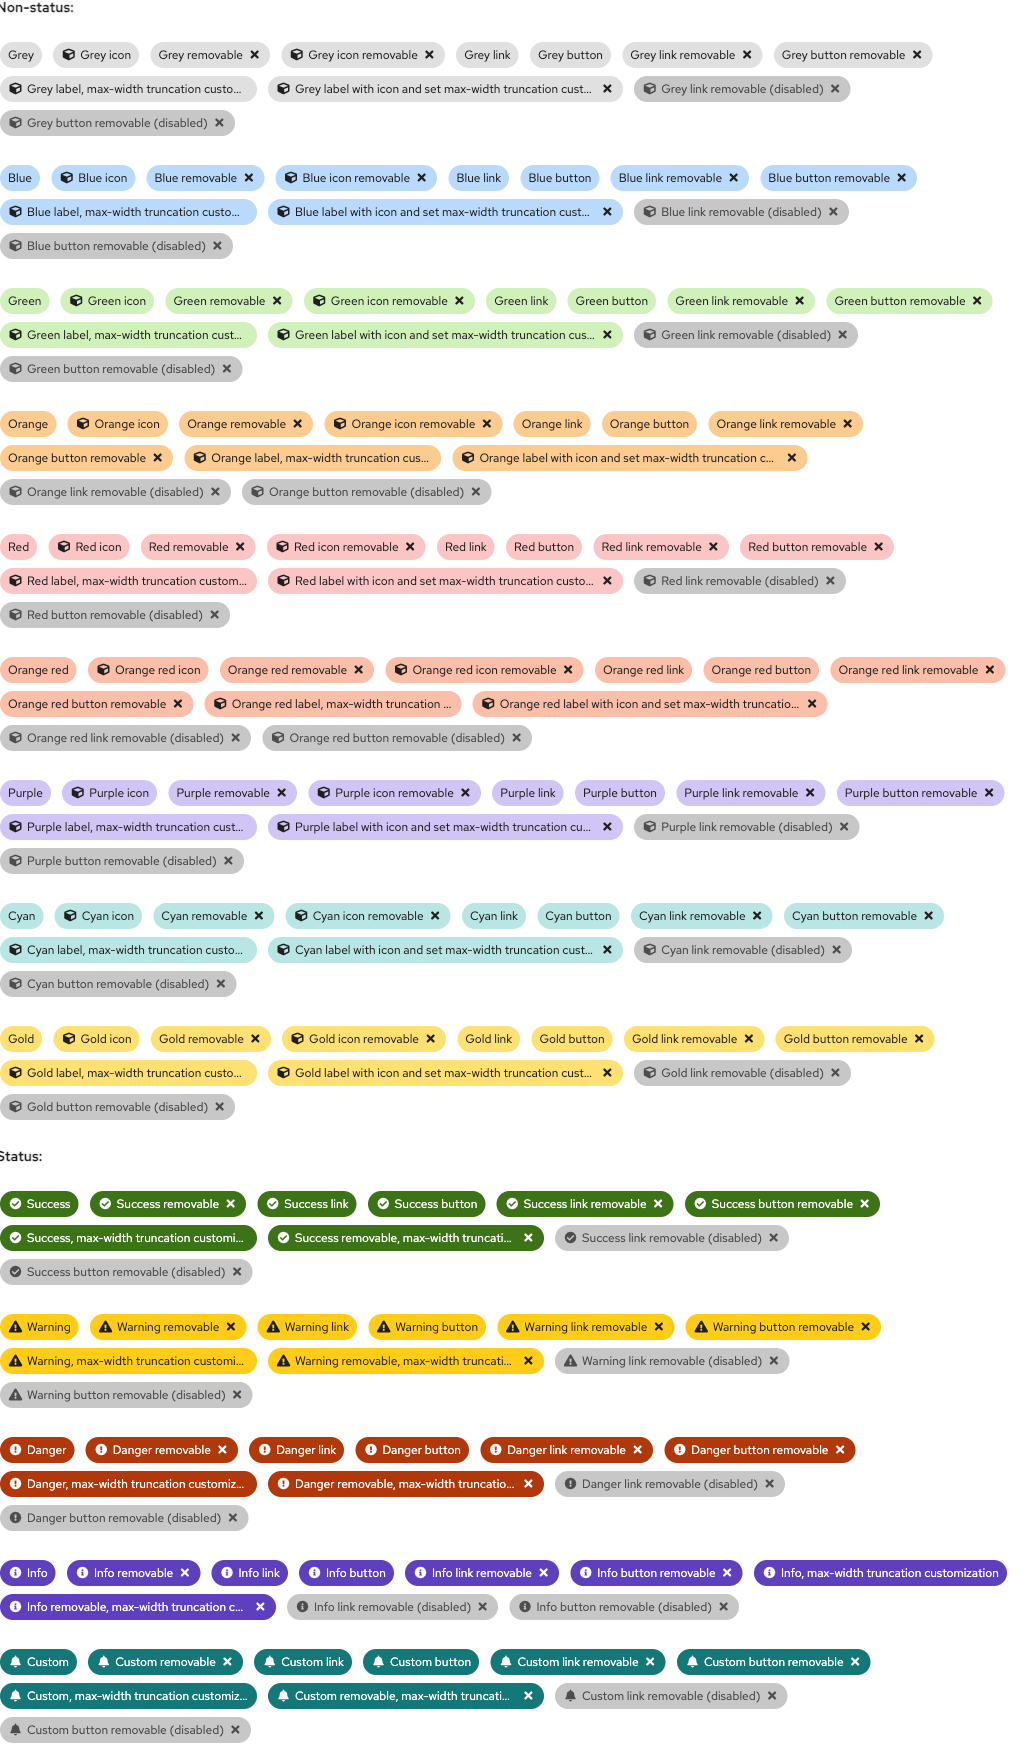 Non-status:
Grey Grey icon Grey removable Grey icon removable Grey link Grey button Grey link removable Grey button removable
Grey label, max-width truncation custo... Grey label with icon and set max-width truncation cust... Grey link removable (disabled)
Grey button removable (disabled)
Blue Blue icon Blue removable Blue icon removable Blue link Blue button Blue link removable Blue button removable
Blue label, max-width truncation custo... Blue label with icon and set max-width truncation cust... Blue link removable (disabled)
Blue button removable (disabled)
Green Green icon Green removable Green icon removable Green link Green button Green link removable Green button removable
Green label, max-width truncation cust... Green label with icon and set max-width truncation cus... Green link removable (disabled)
Green button removable (disabled)
Orange Orange icon Orange removable Orange icon removable Orange link Orange button Orange link removable
Orange button removable Orange label, max-width truncation cus... Orange label with icon and set max-width truncation c...
Orange link removable (disabled) Orange button removable (disabled)
Red Red icon Red removable Red icon removable Red link Red button Red link removable Red button removable
Red label, max-width truncation custom... Red label with icon and set max-width truncation custo... Red link removable (disabled)
Red button removable (disabled)
Orange red Orange red icon Orange red removable Orange red icon removable Orange red link Orange red button Orange red link removable
Orange red button removable Orange red label, max-width truncation ... Orange red label with icon and set max-width truncatio...
Orange red link removable (disabled) Orange red button removable (disabled)
Purple Purple icon Purple removable Purple icon removable Purple link Purple button Purple link removable Purple button removable
Purple label, max-width truncation cust... Purple label with icon and set max-width truncation cu... Purple link removable (disabled)
Purple button removable (disabled)
Cyan Cyan icon Cyan removable Cyan icon removable Cyan link Cyan button Cyan link removable Cyan button removable
Cyan label, max-width truncation custo... Cyan label with icon and set max-width truncation cust... Cyan link removable (disabled)
Cyan button removable (disabled)
Gold Gold icon Gold removable Gold icon removable Gold link Gold button Gold link removable Gold button removable
Gold label, max-width truncation custo... Gold label with icon and set max-width truncation cust... Gold link removable (disabled)
Gold button removable (disabled)
Status:
Success Success removable Success link Success button Success link removable Success button removable
Success, max-width truncation customi... Success removable, max-width truncati... Success link removable (disabled)
Success button removable (disabled)
Warning Warning removable Warning link Warning button Warning link removable Warning button removable
Warning, max-width truncation customi... Warning removable, max-width truncati... Warning link removable (disabled)
Warning button removable (disabled)
Danger Danger removable Danger link Danger button Danger link removable Danger button removable
Danger, max-width truncation customiz... Danger removable, max-width truncatio... Danger link removable (disabled)
Danger button removable (disabled)
Info Info removable Info link Info button Info link removable Info button removable Info, max-width truncation customization
Info removable, max-width truncation c... Info link removable (disabled) Info button removable (disabled)
Custom Custom removable Custom link Custom button Custom link removable Custom button removable
Custom, max-width truncation customiz... Custom removable, max-width truncati... Custom link removable (disabled)
Custom button removable (disabled)